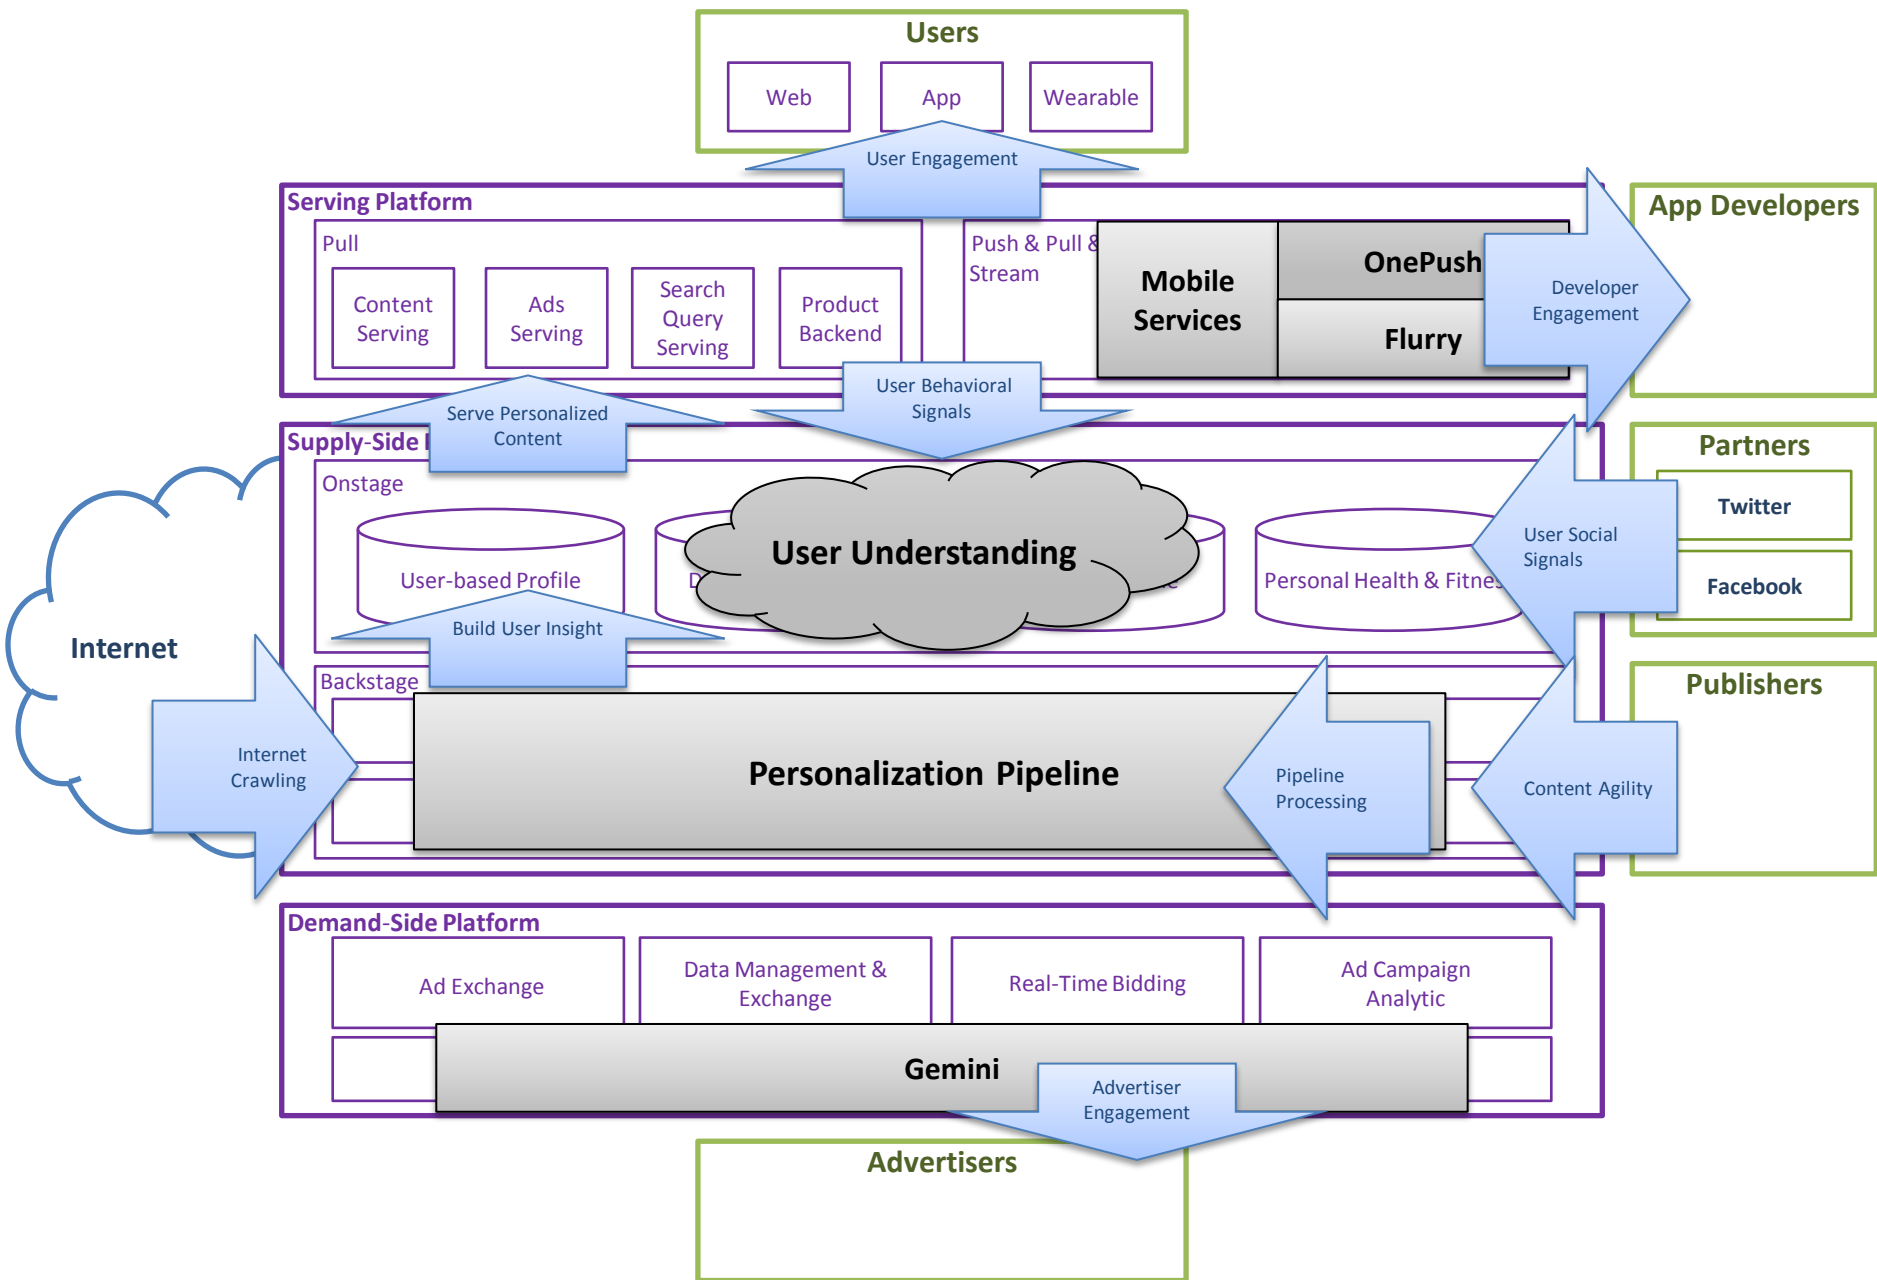 Users
Web
App
Wearable
User Engagement
Serving Platform
Pull
Content
Serving
Ads
Serving
Search
Query
Serving
Product
Backend
Push & Pull &
Stream
Mobile
Services
OnePush
Flurry
Developer
Engagement
App Developers
Serve Personalized
Content
User Behavioral
Signals
Supply-Side
Onstage
User-based Profile
User Understanding
Personal Health & Fitness
User Social
Signals
Partners
Twitter
Facebook
Internet
Build User Insight
Backstage
Internet
Crawling
Personalization Pipeline
Pipeline
Processing
Content Agility
Publishers
Demand-Side Platform
Ad Exchange
Data Management &
Exchange
Real-Time Bidding
Ad Campaign
Analytic
Gemini
Advertiser
Engagement
Advertisers